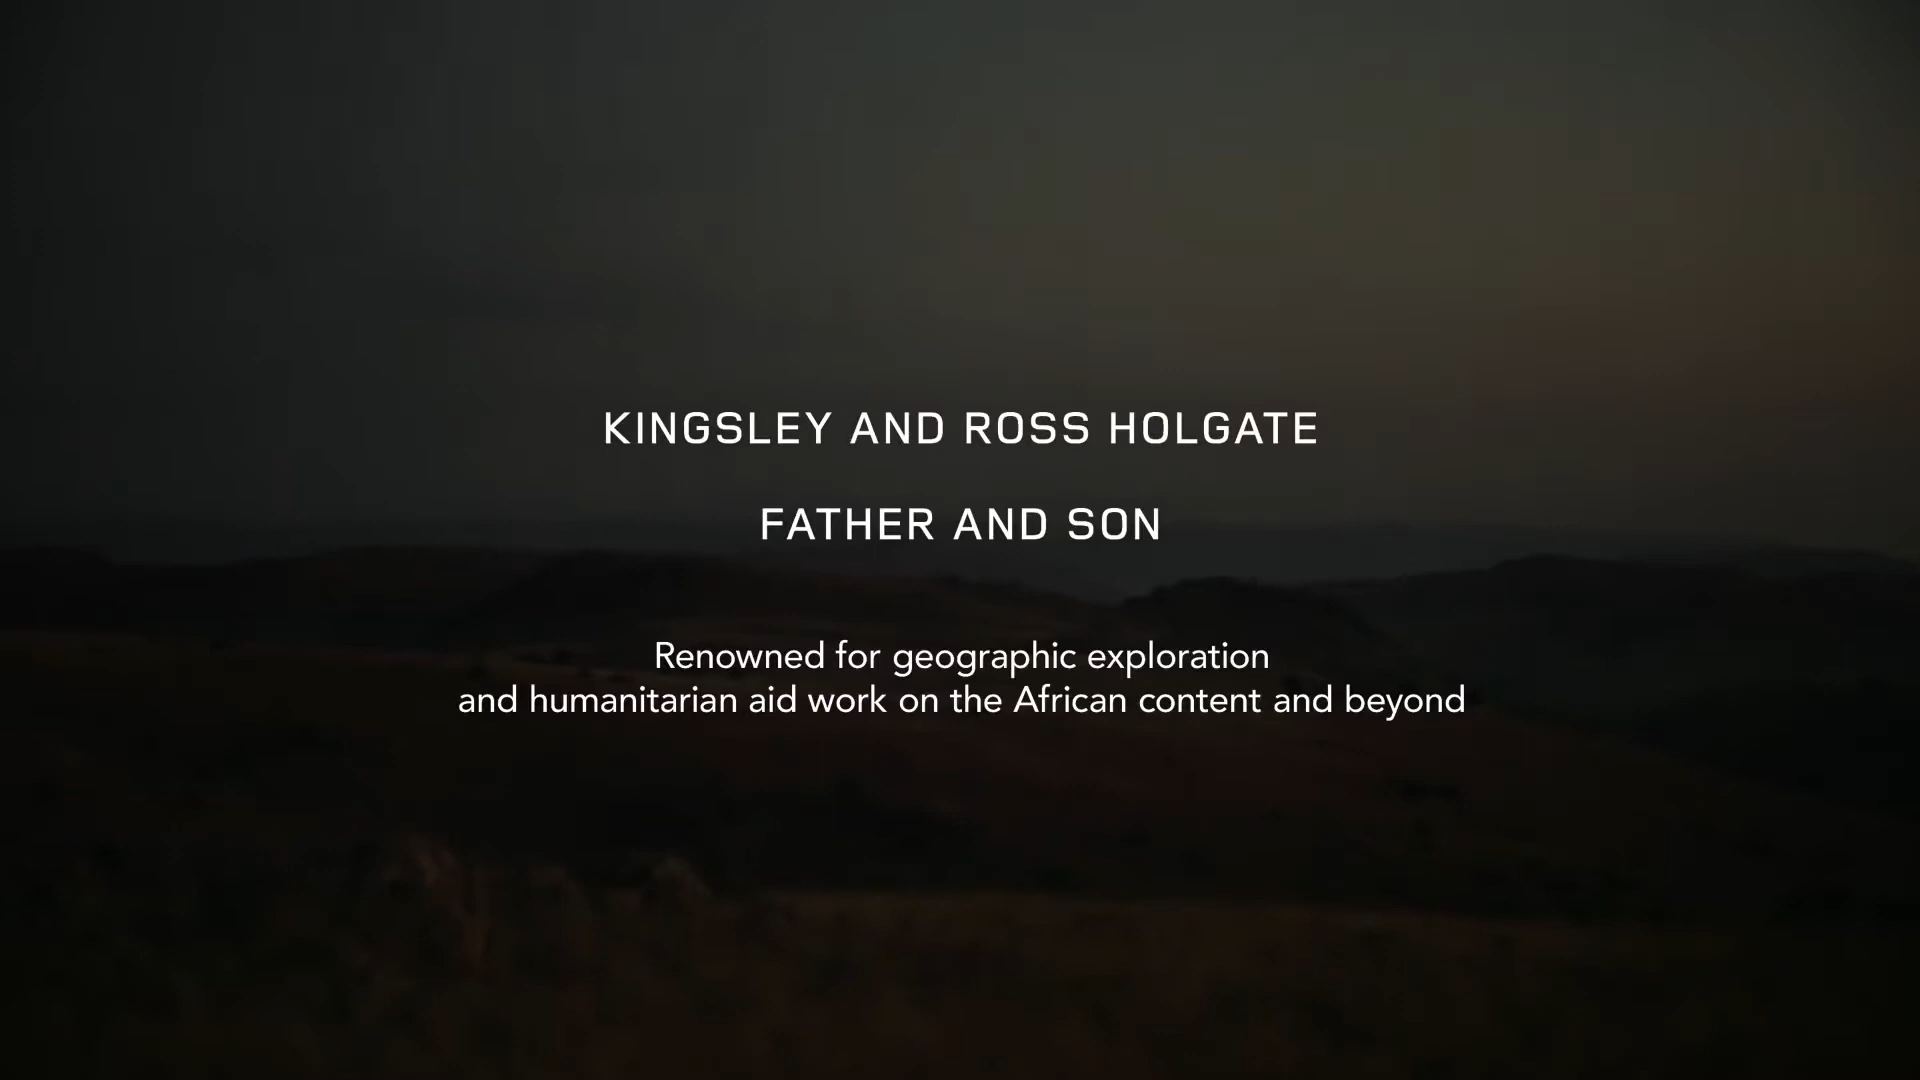 KINGSLEY AND ROSS HOLGATE
FATHER AND SON
Renowned for geographic exploration
and humanitarian aid work on the African content and beyond